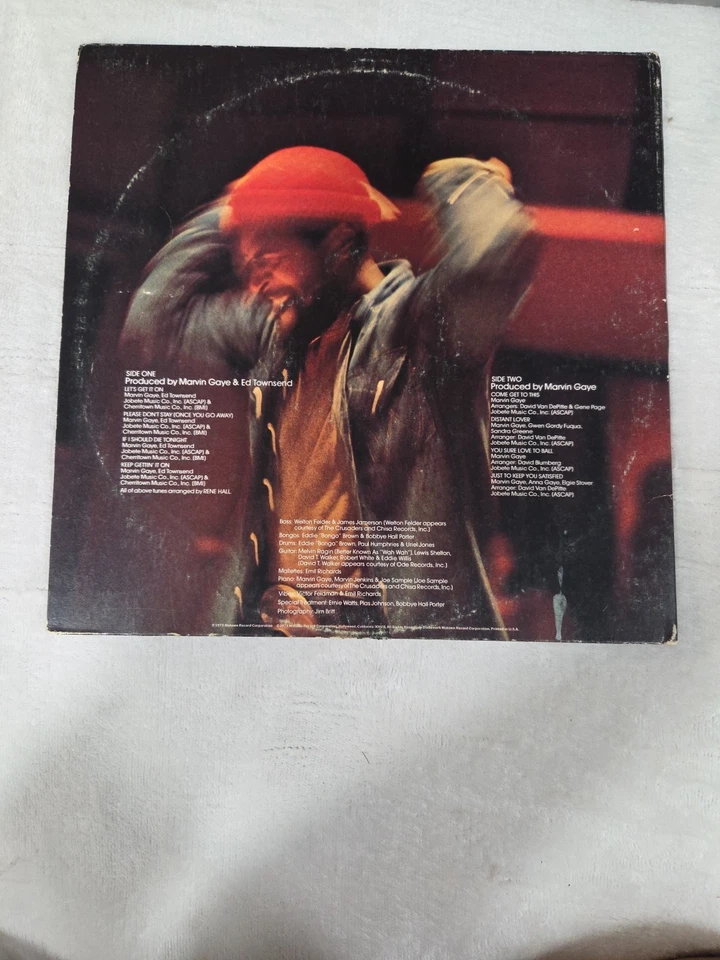 SIDE ONE
Produced by Marvin Gaye & Ed Townsend
LET'S GET IT ON
Marvin Gaye, Ed Townsend
Jobete Music Co., Inc. (ASCAP) &
Cherritown Music Co., Inc. (BMI)
PLEASE DON'T STAY (ONCE YOU GO AWAY)
Marvin Gaye, Ed Townsend
Jobete Music Co., Inc. (ASCAP) &
Cherritown Music Co., Inc. (BMI)
IF I SHOULD DIE TONIGHT
Marvin Gaye, Ed Townsend
Jobete Music Co., Inc. (ASCAP) &
Cherritown Music Co., Inc. (BMI)
KEEP GETTIN' IT ON
Marvin Gaye, Ed Townsend
Jobete Music Co., Inc. (ASCAP) &
Cherritown Music Co., Inc. (BMI)
All of above tunes arranged by RENE HALL
SIDE TWO
Produced by Marvin Gaye
COME GET TO THIS
Marvin Gaye
Arrangers: David Van DePitte & Gene Page
Jobete Music Co., Inc. (ASCAP)
DISTANT LOVER
Marvin Gaye, Gwen Gordy Fuqua,
Sandra Greene
Arranger: David Van DePitte
Jobete Music Co., Inc. (ASCAP)
YOU SURE LOVE TO BALL
Marvin Gaye
Arranger: David Blumberg
Jobete Music Co., Inc. (ASCAP)
JUST TO KEEP YOU SATISFIED
Marvin Gaye, Anna Gaye, Elgie Stover
Arranger: David Van DePitte
Jobete Music Co., Inc. (ASCAP)
Bass: Wilton Felder & James Jamerson (Wilton Felder appears
courtesy of The Crusaders and Chisa Records, Inc.)
Bongos: Eddie "Bongo" Brown & Bobbye Hall Porter
Drums: Eddie "Bongo" Brown, Paul Humphries & Uriel Jones
Guitar: Melvin Ragin (Better Known As "Wah Wah"), Lewis Shelton,
David T. Walker, Robert White & Eddie Willis
(David T. Walker appears courtesy of Ode Records, Inc.)
Mallettes: Emil Richards
Piano: Marvin Gaye, Marvin Jenkins & Joe Sample (Joe Sample
appears courtesy of The Crusaders and Chisa Records, Inc.)
Vibes: Victor Feldman & Emil Richards
Special Treatment: Ernie Watts, Plas Johnson, Bobbye Hall Porter
Photography: Jim Britt